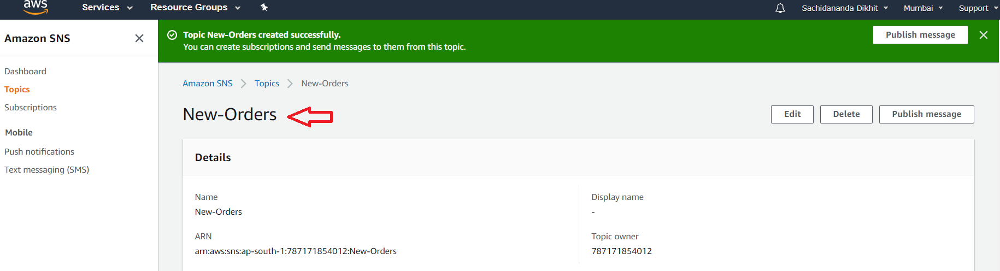 aws
Services
Resource Groups
Sachidananda Dikhit
Mumbai
Support
Amazon SNS
Dashboard
Topics
Subscriptions
Mobile
Push notifications
Text messaging (SMS)
Topic New-Orders created successfully.
You can create subscriptions and send messages to them from this topic.
Publish message
Amazon SNS
Topics
New-Orders
New-Orders
Edit
Delete
Publish message
Details
Name
New-Orders
ARN
arn:aws:sns:ap-south-1:787171854012:New-Orders
Display name
-
Topic owner
787171854012